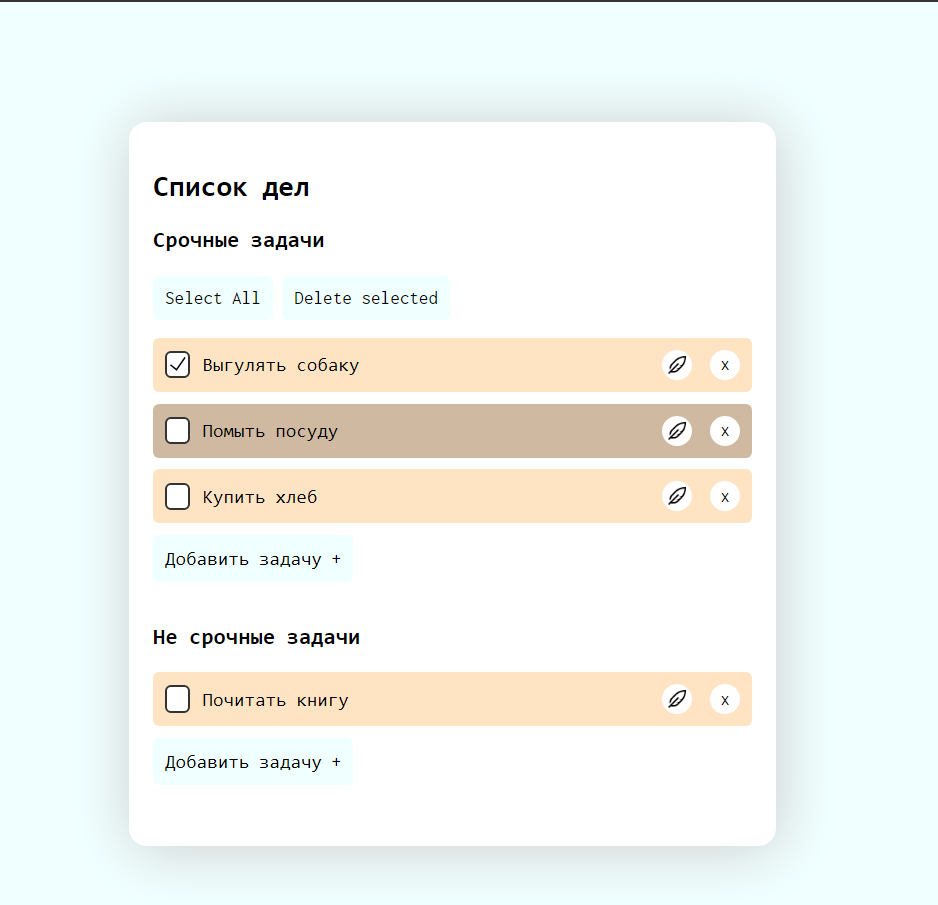 Список дел
Срочные задачи
Select All Delete selected
Выгулять собаку x
Помыть посуду x
Купить хлеб x
Добавить задачу +
Не срочные задачи
Почитать книгу x
Добавить задачу +